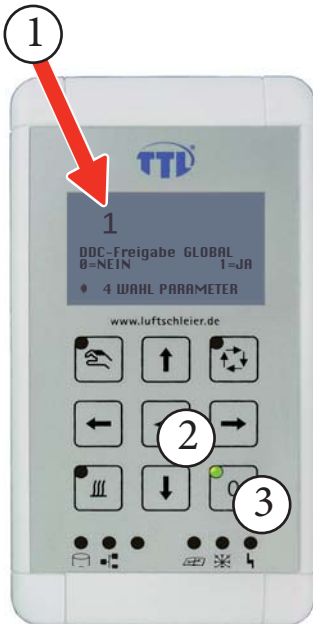 1
TTL
1
DDC-Freigabe GLOBAL
0=NEIN 1=JA
♦ 4 WAHL PARAMETER
www.luftschleier.de
2
0
3